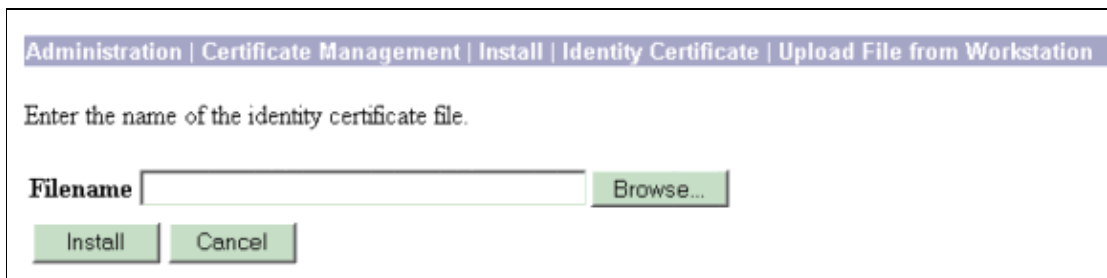 Administration | Certificate Management | Install | Identity Certificate | Upload File from Workstation
Enter the name of the identity certificate file.
Filename Browse...
Install Cancel